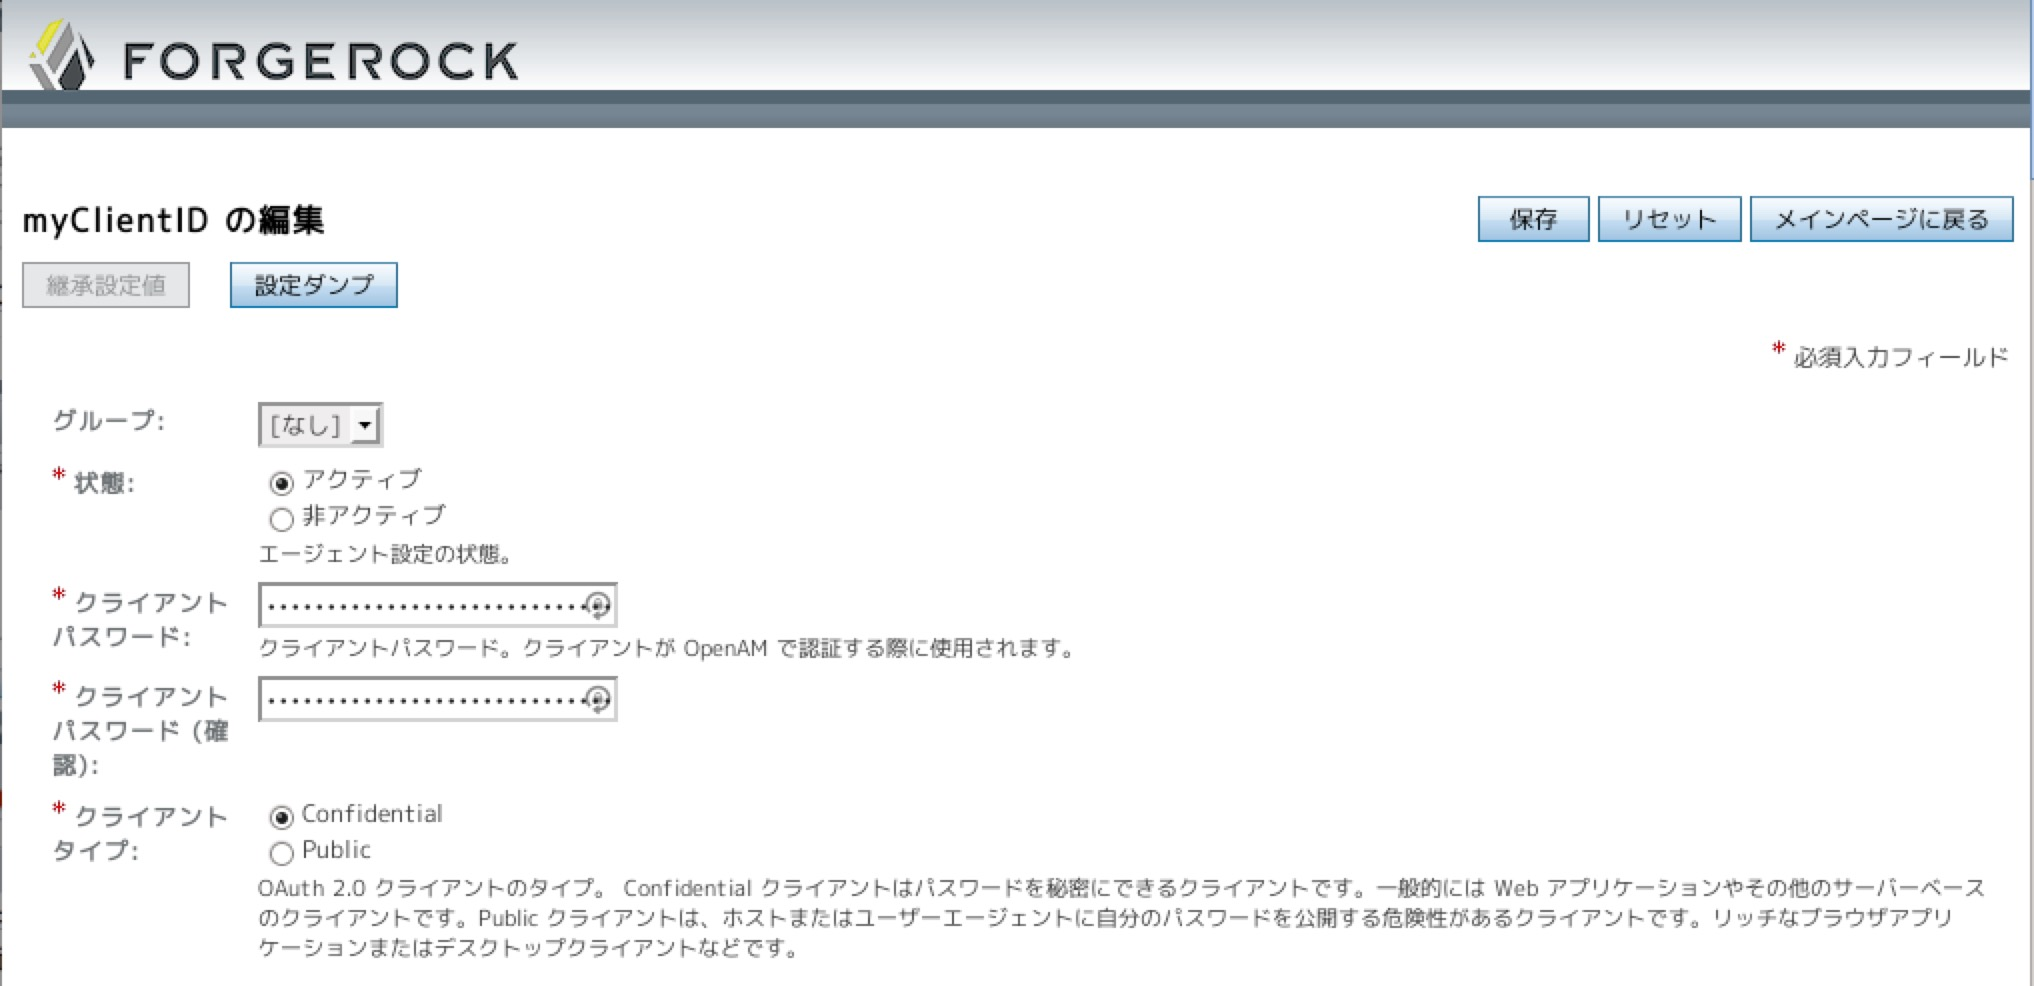 FORGEROCK
myClientID の編集
保存 リセット メインページに戻る
継承設定値 設定ダンプ
* 必須入力フィールド
グループ: [なし]
* 状態: アクティブ
非アクティブ
エージェント設定の状態。
* クライアント
パスワード:
クライアントパスワード。クライアントが OpenAM で認証する際に使用されます。
* クライアント
パスワード (確
認):
* クライアント
タイプ:
Confidential
Public
OAuth 2.0 クライアントのタイプ。 Confidential クライアントはパスワードを秘密にできるクライアントです。一般的には Web アプリケーションやその他のサーバーベース
のクライアントです。Public クライアントは、ホストまたはユーザーエージェントに自分のパスワードを公開する危険性があるクライアントです。リッチなブラウザアプリ
ケーションまたはデスクトップクライアントなどです。